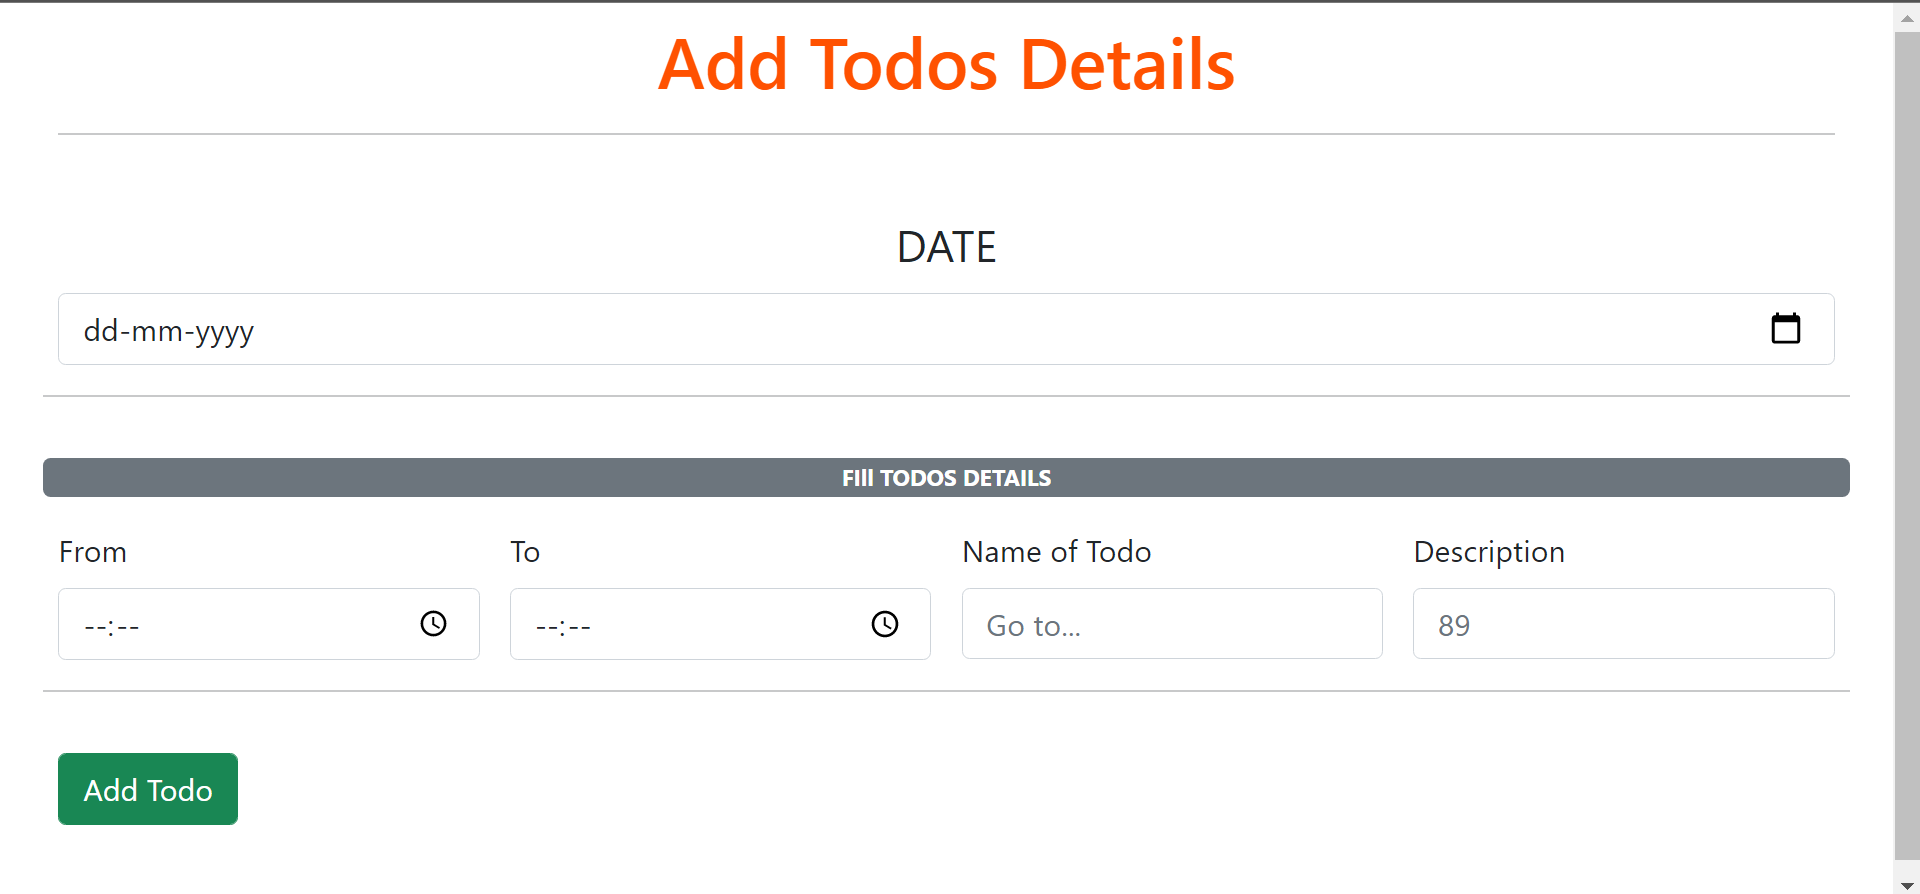 Add Todos Details
DATE
dd-mm-yyyy
FIll TODOS DETAILS
From To Name of Todo Description
--:-- --:-- Go to... 89
Add Todo